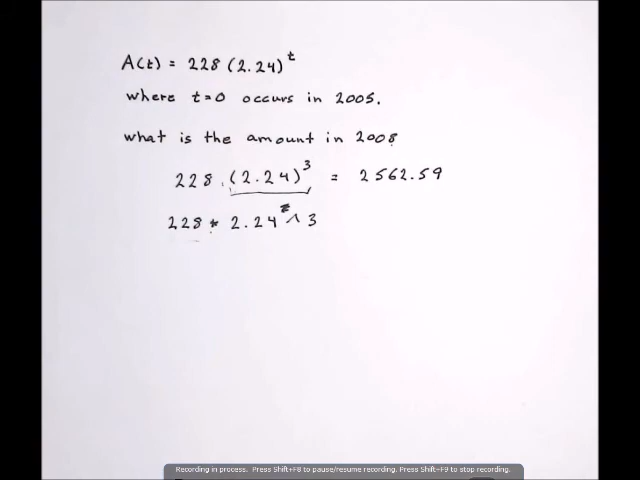 A(t) = 228 (2.24)^t
where t=0 occurs in 2005.
what is the amount in 2008
228 · (2.24)^3 = 2562.59
228 * 2.24 ^ 3
Recording in process. Press Shift+F8 to pause/resume recording. Press Shift+F9 to stop recording.